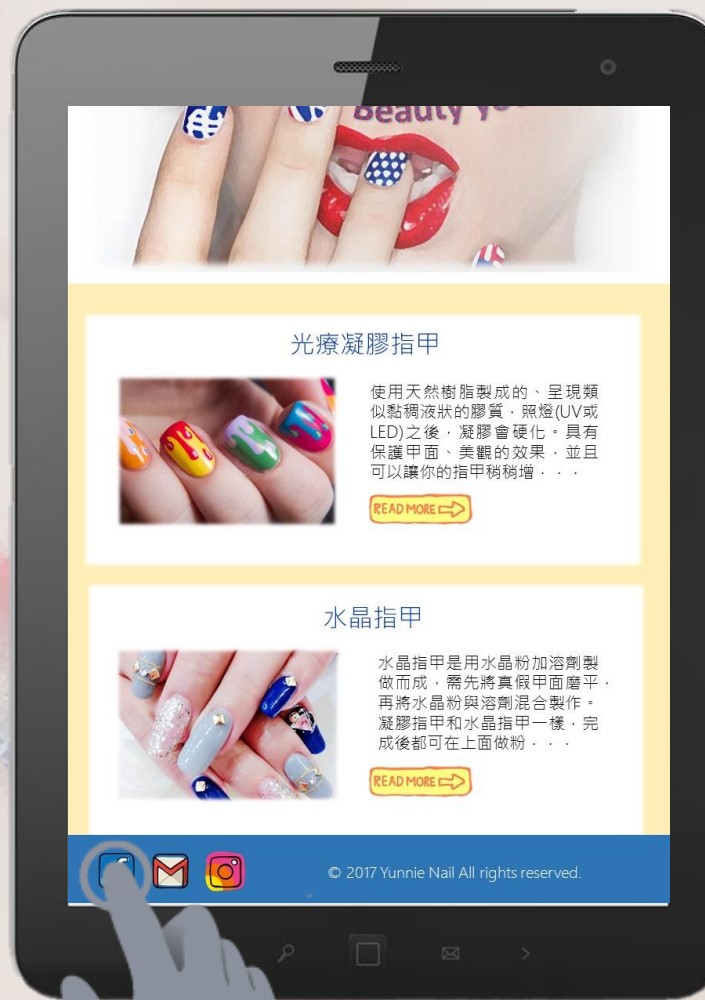 Beauty
光療凝膠指甲
使用天然樹脂製成的、呈現類
似黏稠液狀的膠質，照燈(UV或
LED)之後，凝膠會硬化。具有
保護甲面、美觀的效果，並且
可以讓你的指甲稍稍增．．．
READ MORE
水晶指甲
水晶指甲是用水晶粉加溶劑製
做而成，需先將真假甲面磨平，
再將水晶粉與溶劑混合製作。
凝膠指甲和水晶指甲一樣，完
成後都可在上面做粉．．．
READ MORE
© 2017 Yunnie Nail All rights reserved.